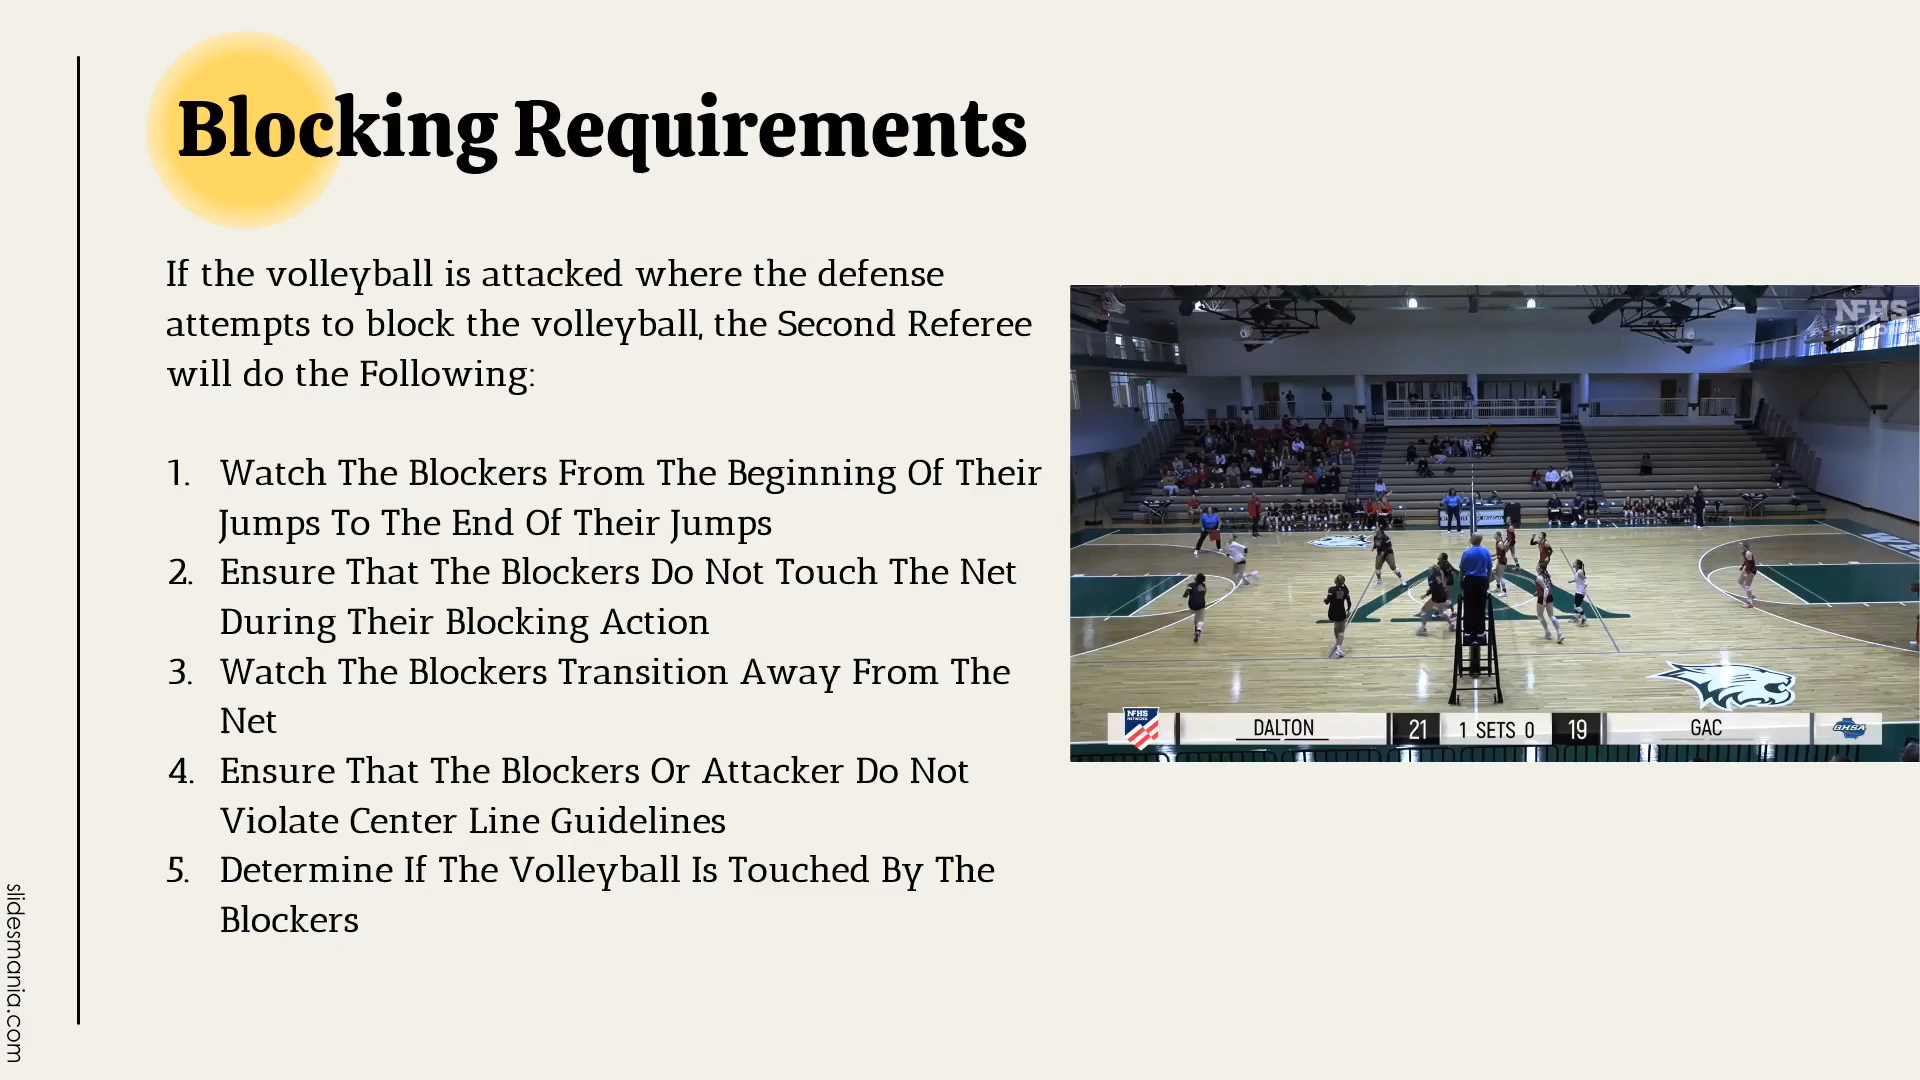 Blocking Requirements
If the volleyball is attacked where the defense
attempts to block the volleyball, the Second Referee
will do the Following:
1. Watch The Blockers From The Beginning Of Their
Jumps To The End Of Their Jumps
2. Ensure That The Blockers Do Not Touch The Net
During Their Blocking Action
3. Watch The Blockers Transition Away From The
Net
4. Ensure That The Blockers Or Attacker Do Not
Violate Center Line Guidelines
5. Determine If The Volleyball Is Touched By The
Blockers
NFHS
NETWORK
NFHS
NETWORK
DALTON 21 1 SETS 0 19 GAC GHSA
slidesmania.com